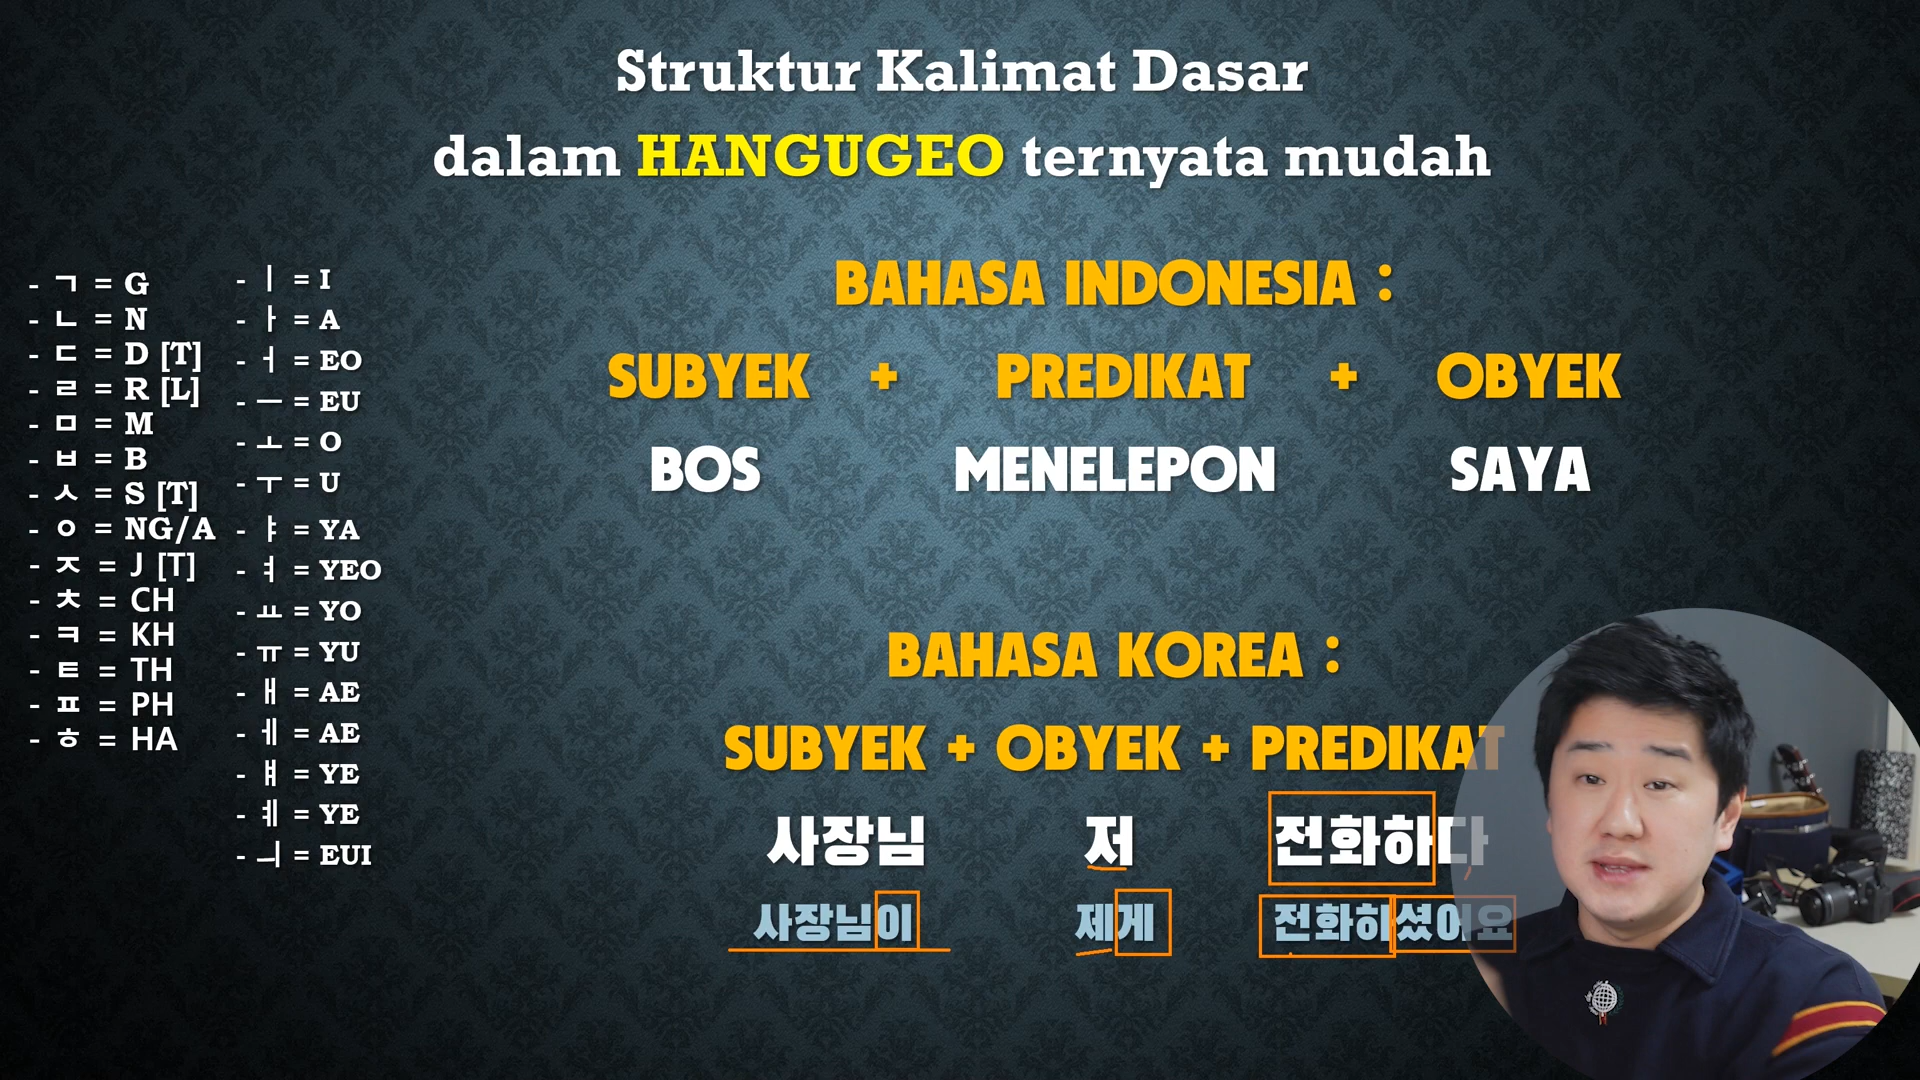 Struktur Kalimat Dasar
dalam HANGUGEO ternyata mudah
- ㄱ = G
- ㄴ = N
- ㄷ = D [T]
- ㄹ = R [L]
- ㅁ = M
- ㅂ = B
- ㅅ = S [T]
- ㅇ = NG/A
- ㅈ = J [T]
- ㅊ = CH
- ㅋ = KH
- ㅌ = TH
- ㅍ = PH
- ㅎ = HA
- ㅣ = I
- ㅏ = A
- ㅓ = EO
- ㅡ = EU
- ㅗ = O
- ㅜ = U
- ㅑ = YA
- ㅕ = YEO
- ㅛ = YO
- ㅠ = YU
- ㅐ = AE
- ㅔ = AE
- ㅒ = YE
- ㅖ = YE
- ㅢ = EUI
BAHASA INDONESIA :
SUBYEK + PREDIKAT + OBYEK
BOS MENELEPON SAYA
BAHASA KOREA :
SUBYEK + OBYEK + PREDIKAT
사장님 저 전화하다
사장님이 제게 전화하셨어요